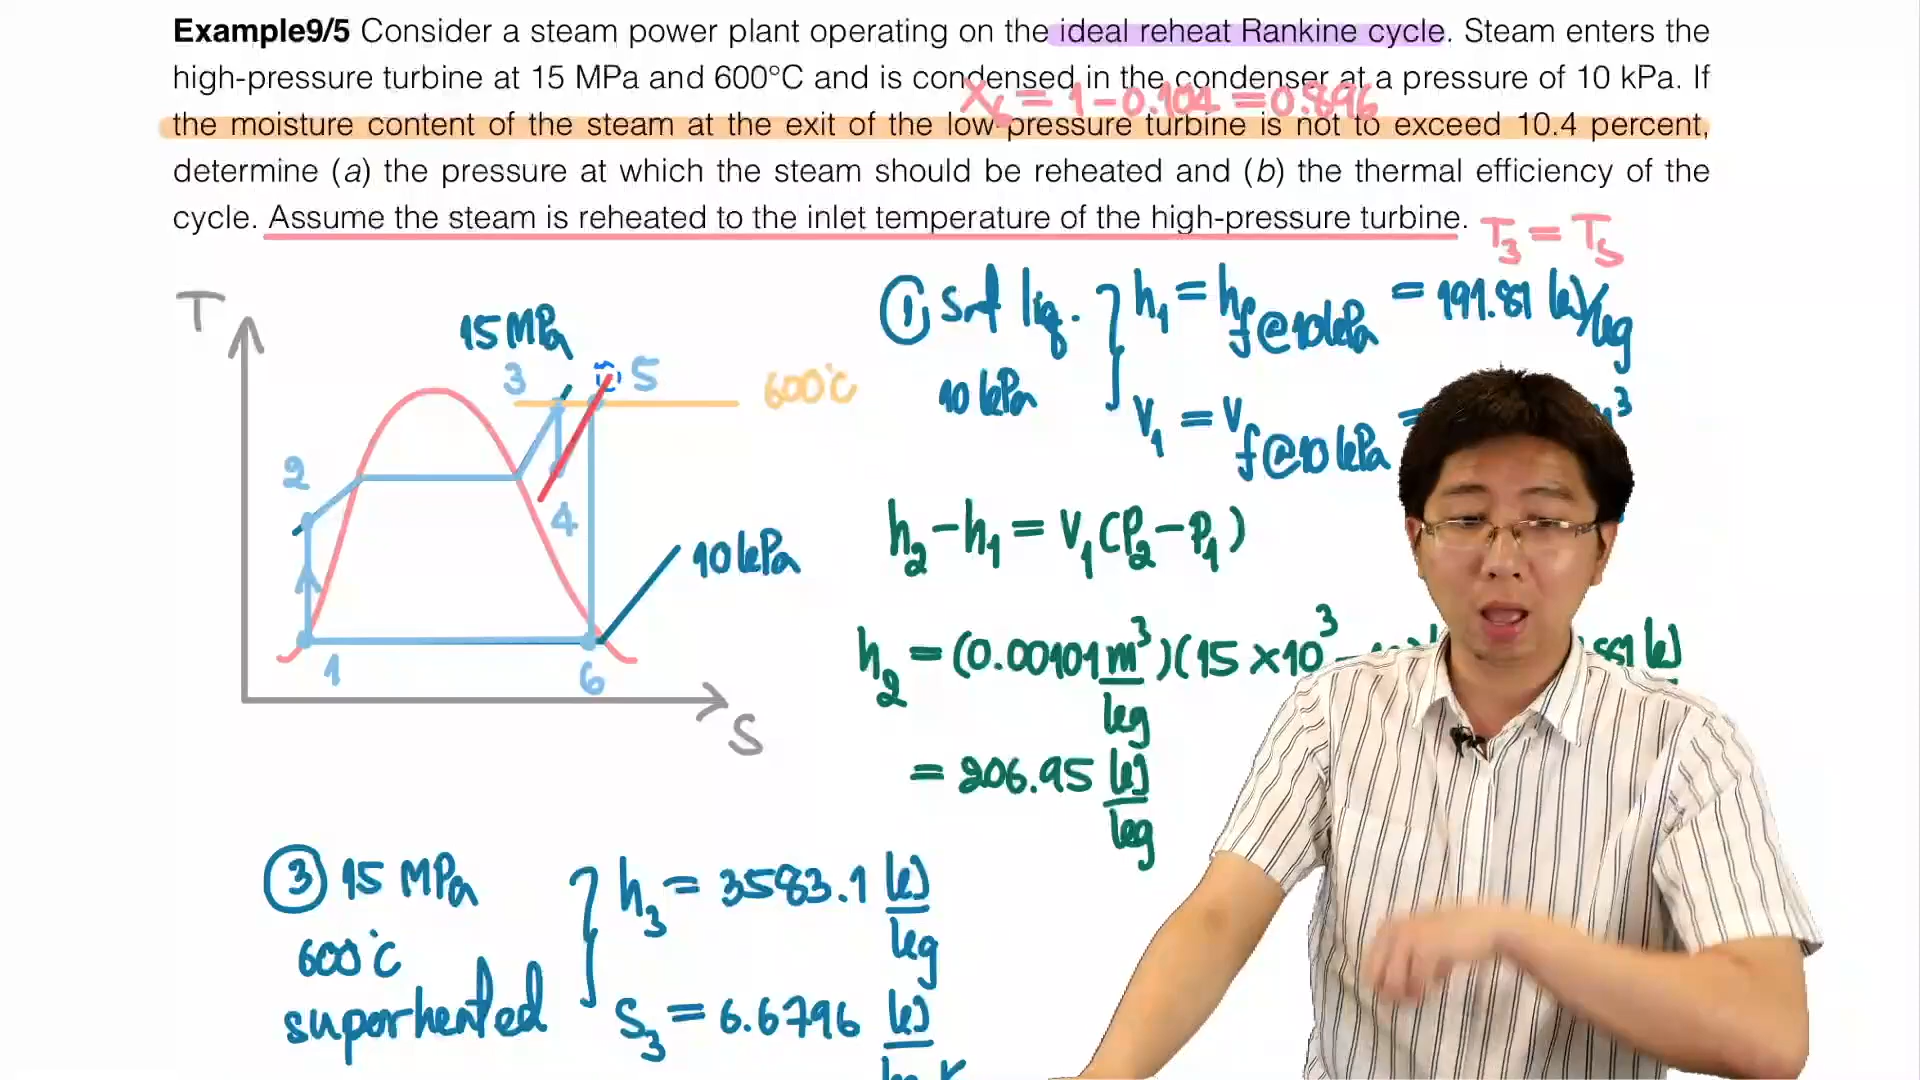 Example9/5 Consider a steam power plant operating on the ideal reheat Rankine cycle. Steam enters the
high-pressure turbine at 15 MPa and 600°C and is condensed in the condenser at a pressure of 10 kPa. If
x₆ = 1-0.104 = 0.896
the moisture content of the steam at the exit of the low-pressure turbine is not to exceed 10.4 percent,
determine (a) the pressure at which the steam should be reheated and (b) the thermal efficiency of the
cycle. Assume the steam is reheated to the inlet temperature of the high-pressure turbine.
T₃ = T₅
T
15 MPa
3
5
600°C
2
4
10 kPa
1
6
S
① sat liq. } h₁ = hf@10kPa = 191.81 kJ/kg
10 kPa
v₁ = vf@10kPa =
h₂-h₁ = v₁(P₂-P₁)
h₂ = (0.00101 m³/kg)(15×10³
kJ
= 206.95 kJ/kg
③ 15 MPa } h₃ = 3583.1 kJ/kg
600°C
superheated
s₃ = 6.6796 kJ